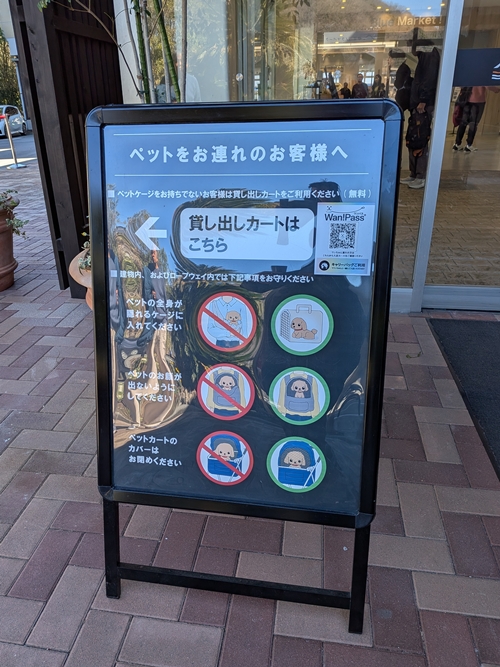 Market
ペットをお連れのお客様へ
■ ペットケージをお持ちでないお客様は貸し出しカートをご利用ください（無料）
貸し出しカートは
こちら
Wan!Pass
■ 建物内、およびロープウェイ内では下記事項をお守りください
ペットの全身が
隠れるケージに
入れてください
ペットのお顔が
出ないように
してください
ペットカートの
カバーは
お閉めください